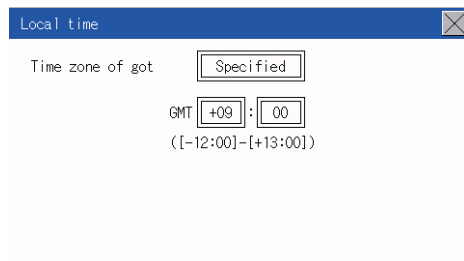 Local time
Time zone of got Specified
GMT +09 : 00
([-12:00]-[+13:00])